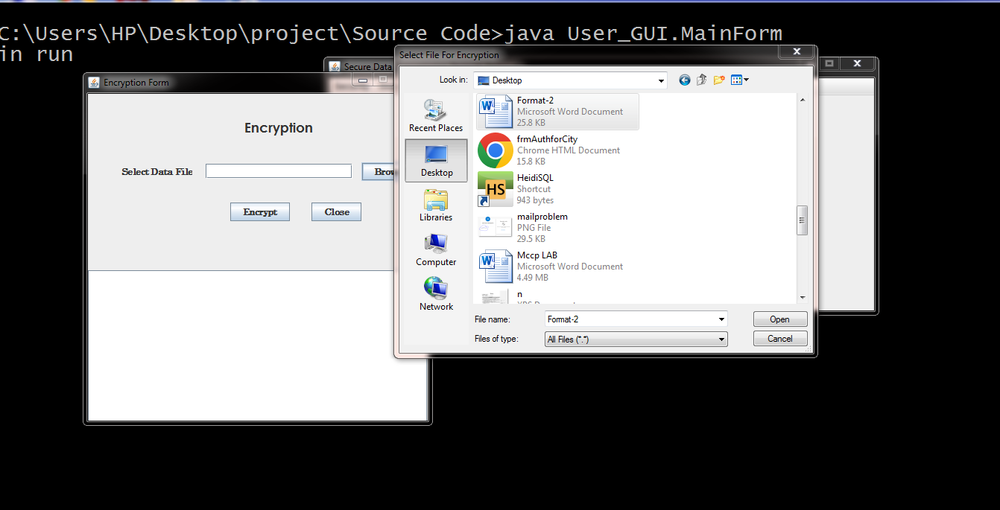 C:\Users\HP\Desktop\project\Source Code>java User_GUI.MainForm
in run
Select File For Encryption
Secure Data
Encryption Form
Look in:
Desktop
Encryption
Select Data File
Encrypt
Close
Recent Places
Desktop
Libraries
Computer
Network
Format-2
Microsoft Word Document
25.8 KB
frmAuthforCity
Chrome HTML Document
15.8 KB
HS
HeidiSQL
Shortcut
943 bytes
mailproblem
PNG File
29.5 KB
Mccp LAB
Microsoft Word Document
4.49 MB
n
File name:
Format-2
Open
Files of type:
All Files (*.*)
Cancel